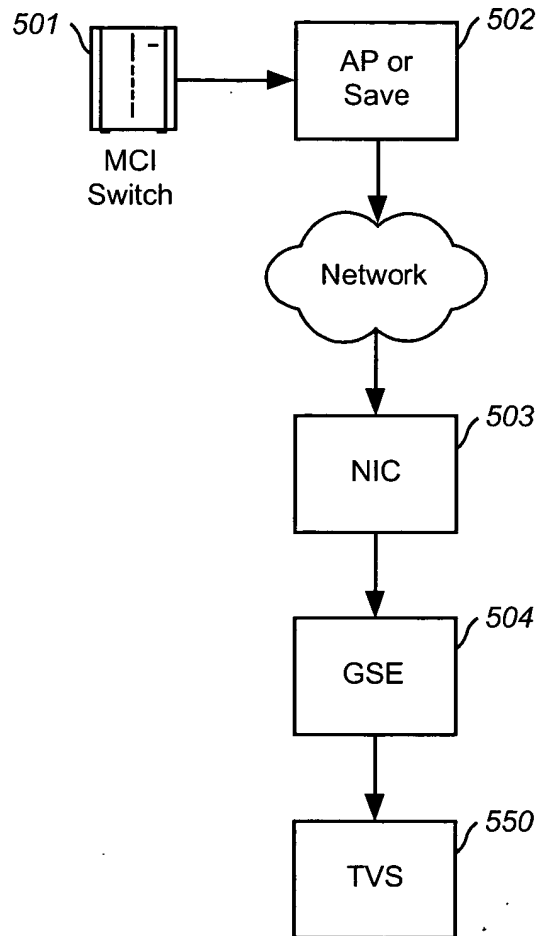 501
MCI
Switch
502
AP or
Save
Network
503
NIC
504
GSE
550
TVS